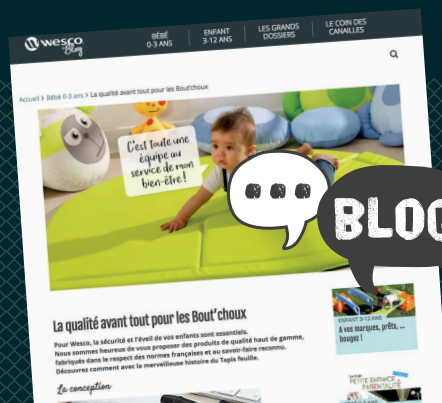 wesco
Blog
BÉBÉ
0-3 ANS
ENFANT
3-12 ANS
LES GRANDS
DOSSIERS
LE COIN DES
CANAILLES
Accueil > Bébé 0-3 ans > La qualité avant tout pour les Bout'choux
C'est toute une
équipe au
service de mon
bien-être !
BLOG
La qualité avant tout pour les Bout'choux
Pour Wesco, la sécurité et l'éveil de vos enfants sont essentiels.
Nous sommes heureux de vous proposer des produits de qualité haut de gamme,
fabriqués dans le respect des normes françaises et au savoir-faire reconnu.
Découvrez comment avec la merveilleuse histoire du Tapis feuille.
La conception
ENFANT 3-12 ANS
A vos marques, prêts, ...
bougez !
PETITE ENFANCE
PARENTALITÉ